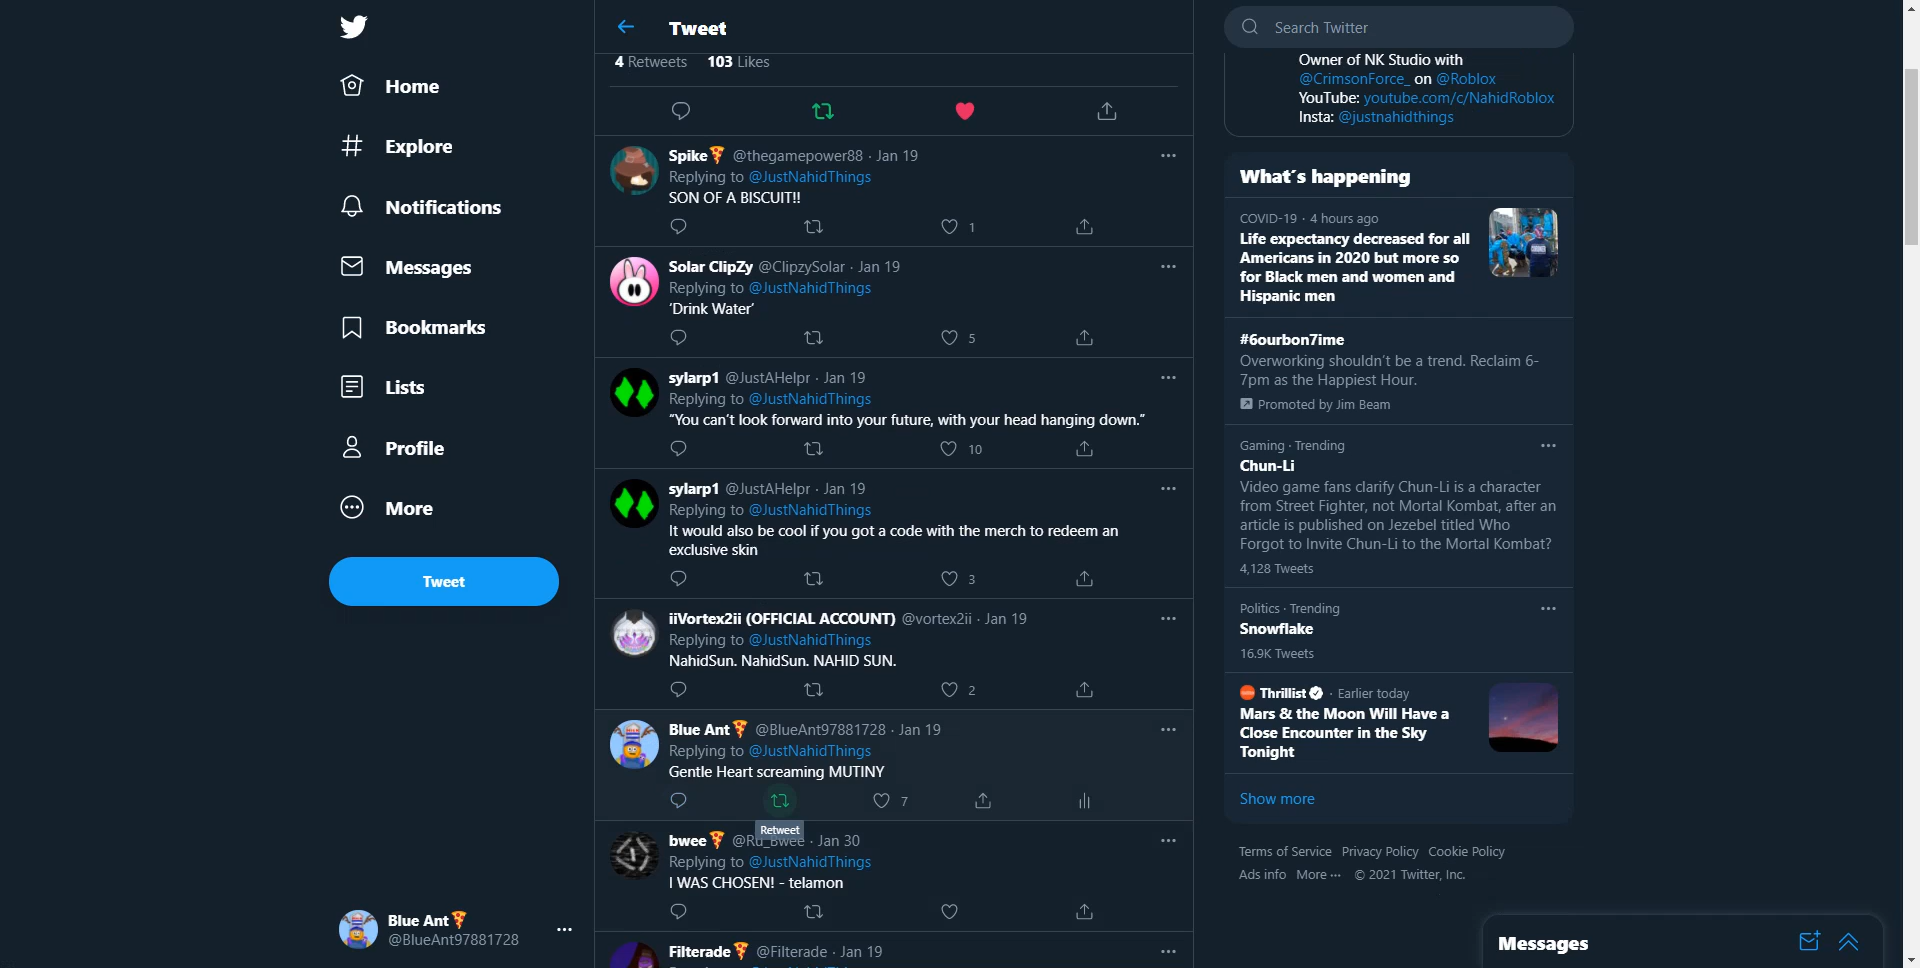 Home
Explore
Notifications
Messages
Bookmarks
Lists
Profile
More
Tweet
Blue Ant🍕
@BlueAnt97881728
Tweet
4 Retweets 103 Likes
Spike🍕 @thegamepower88 · Jan 19
Replying to @JustNahidThings
SON OF A BISCUIT!!
1
Solar ClipZy @ClipzySolar · Jan 19
Replying to @JustNahidThings
'Drink Water'
5
sylarp1 @JustAHelpr · Jan 19
Replying to @JustNahidThings
"You can't look forward into your future, with your head hanging down."
10
sylarp1 @JustAHelpr · Jan 19
Replying to @JustNahidThings
It would also be cool if you got a code with the merch to redeem an
exclusive skin
3
iiVortex2ii (OFFICIAL ACCOUNT) @vortex2ii · Jan 19
Replying to @JustNahidThings
NahidSun. NahidSun. NAHID SUN.
2
Blue Ant🍕 @BlueAnt97881728 · Jan 19
Replying to @JustNahidThings
Gentle Heart screaming MUTINY
7
Retweet
bwee🍕 @Ru_Bwee · Jan 30
Replying to @JustNahidThings
I WAS CHOSEN! - telamon
Filterade🍕 @Filterade · Jan 19
Search Twitter
Owner of NK Studio with
@CrimsonForce_ on @Roblox
YouTube: youtube.com/c/NahidRoblox
Insta: @justnahidthings
What's happening
COVID-19 · 4 hours ago
Life expectancy decreased for all
Americans in 2020 but more so
for Black men and women and
Hispanic men
#6ourbon7ime
Overworking shouldn't be a trend. Reclaim 6-
7pm as the Happiest Hour.
Promoted by Jim Beam
Gaming · Trending
Chun-Li
Video game fans clarify Chun-Li is a character
from Street Fighter, not Mortal Kombat, after an
article is published on Jezebel titled Who
Forgot to Invite Chun-Li to the Mortal Kombat?
4,128 Tweets
Politics · Trending
Snowflake
16.9K Tweets
Thrillist · Earlier today
Mars & the Moon Will Have a
Close Encounter in the Sky
Tonight
Show more
Terms of Service Privacy Policy Cookie Policy
Ads info More ··· © 2021 Twitter, Inc.
Messages